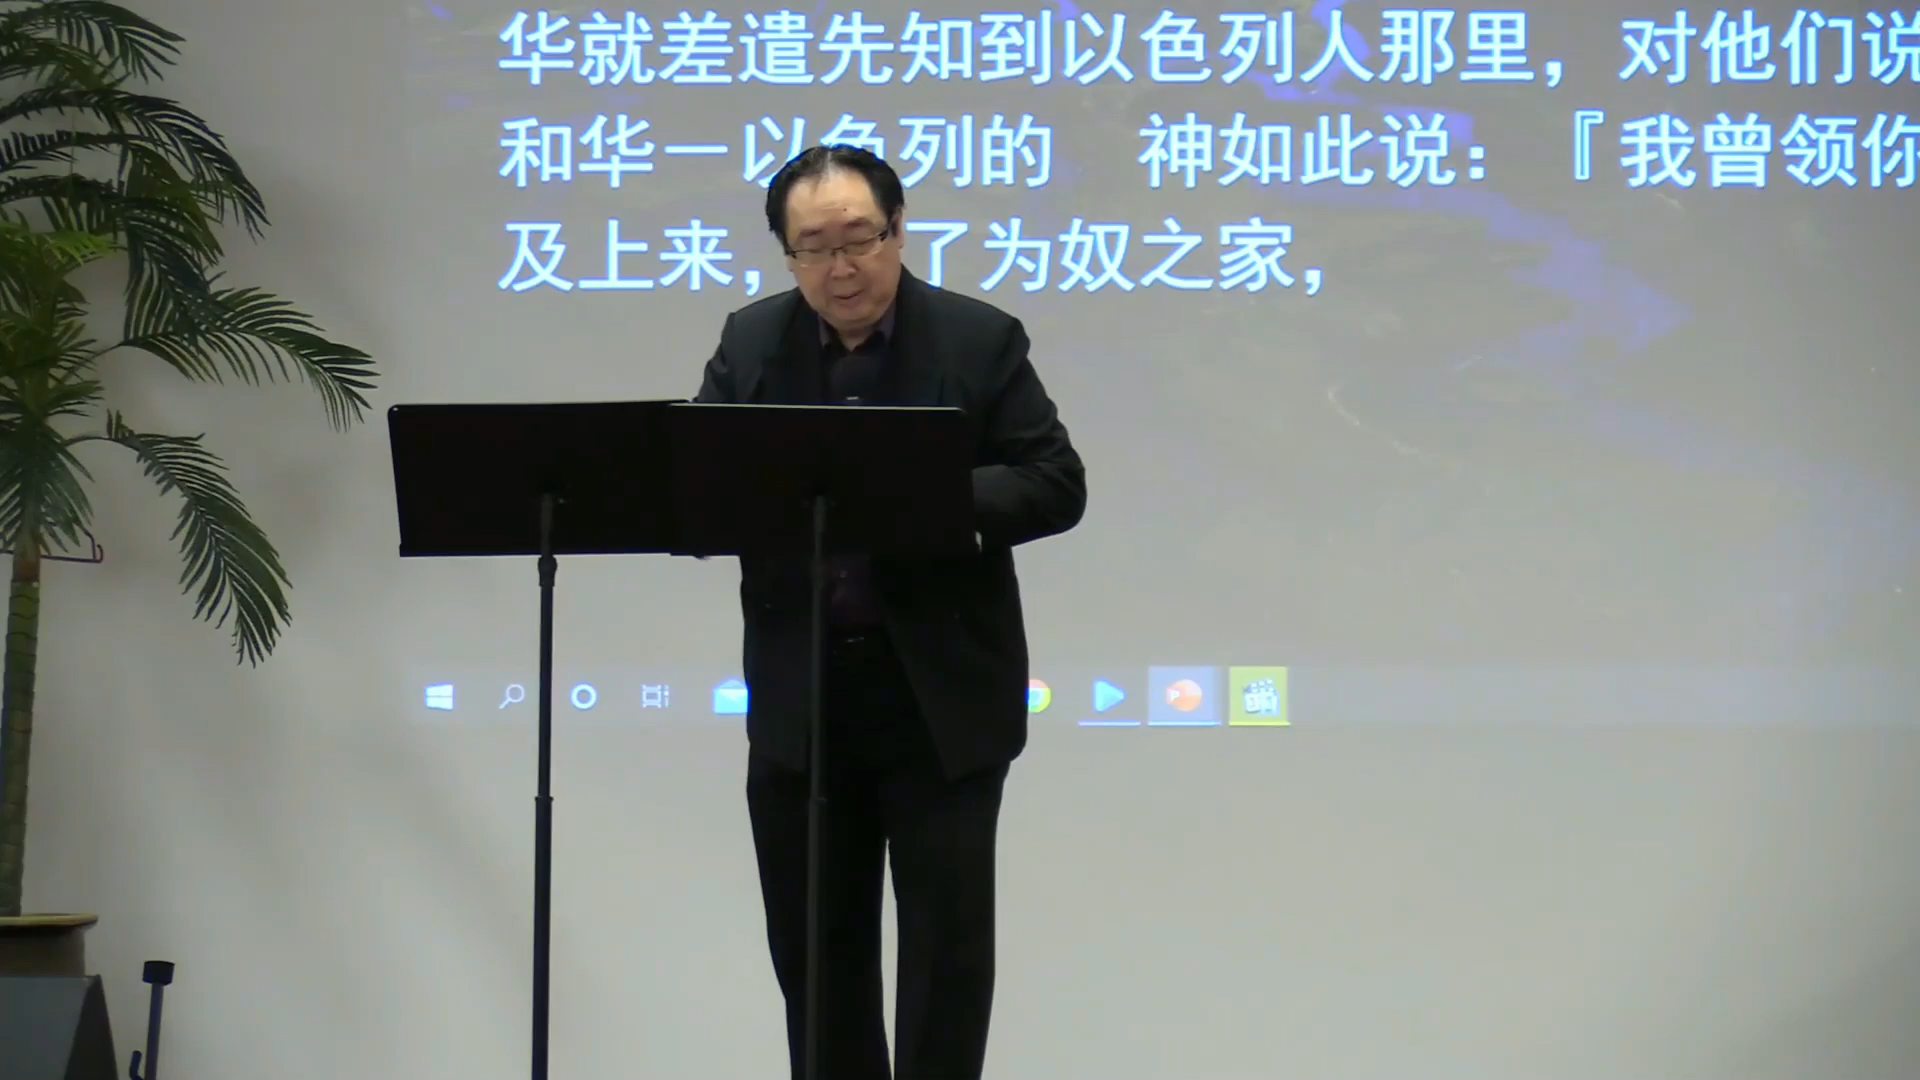 华就差遣先知到以色列人那里，对他们说
和华－以色列的　神如此说：『我曾领你
及上来，了为奴之家，